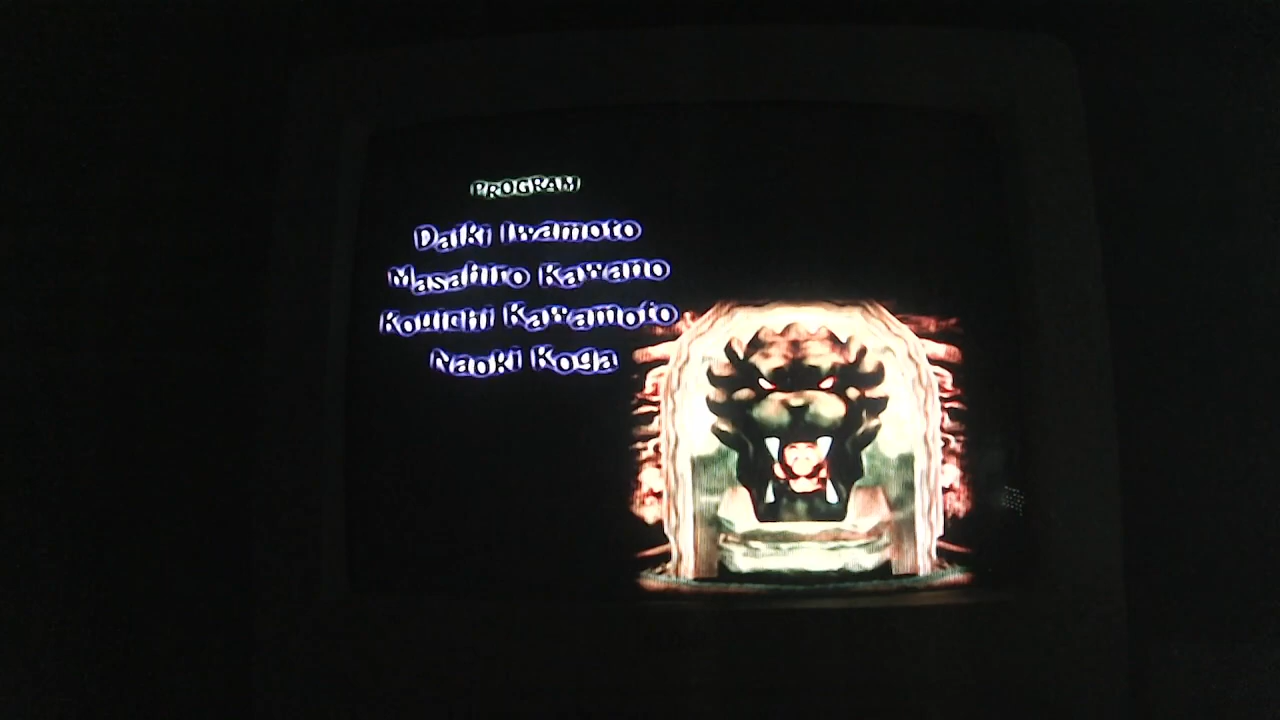 PROGRAM
Daiki Iwamoto
Masahiro Kawano
Kouichi Kawamoto
Naoki Koga